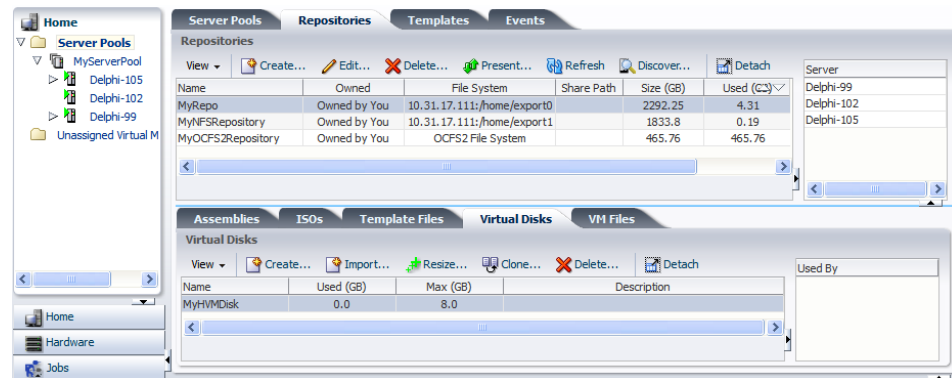 Home
Server Pools
MyServerPool
Delphi-105
Delphi-102
Delphi-99
Unassigned Virtual M
Home
Hardware
Jobs
Server Pools Repositories Templates Events
Repositories
View Create... Edit... Delete... Present... Refresh Discover... Detach
Name Owned File System Share Path Size (GB) Used
MyRepo Owned by You 10.31.17.111:/home/export0 2292.25 4.31
MyNFSRepository Owned by You 10.31.17.111:/home/export1 1833.8 0.19
MyOCFS2Repository Owned by You OCFS2 File System 465.76 465.76
Server
Delphi-99
Delphi-102
Delphi-105
Assemblies ISOs Template Files Virtual Disks VM Files
Virtual Disks
View Create... Import... Resize... Clone... Delete... Detach
Name Used (GB) Max (GB) Description
MyHVMDisk 0.0 8.0
Used By